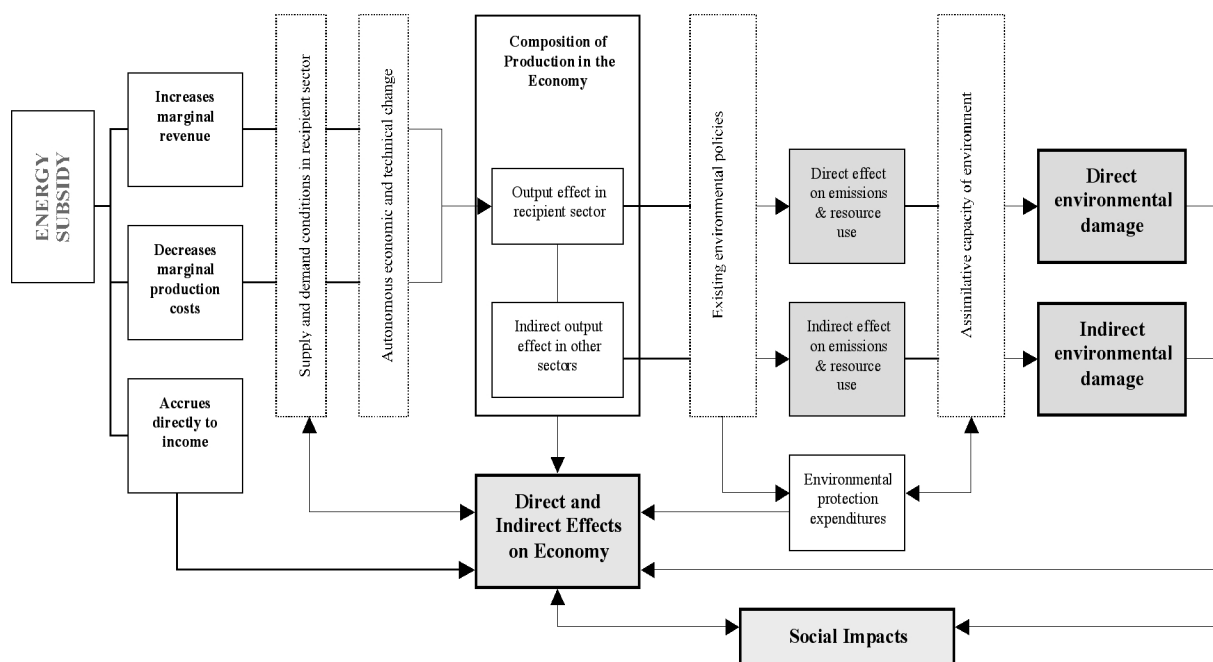 ENERGY
SUBSIDY
Increases
marginal
revenue
Decreases
marginal
production
costs
Accrues
directly to
income
Supply and demand conditions in recipient sector
Autonomous economic and technical change
Composition of
Production in the
Economy
Output effect in
recipient sector
Indirect output
effect in other
sectors
Existing environmental policies
Direct effect
on emissions
& resource
use
Indirect effect
on emissions
& resource
use
Assimilative capacity of environment
Direct
environmental
damage
Indirect
environmental
damage
Environmental
protection
expenditures
Direct and
Indirect Effects
on Economy
Social Impacts